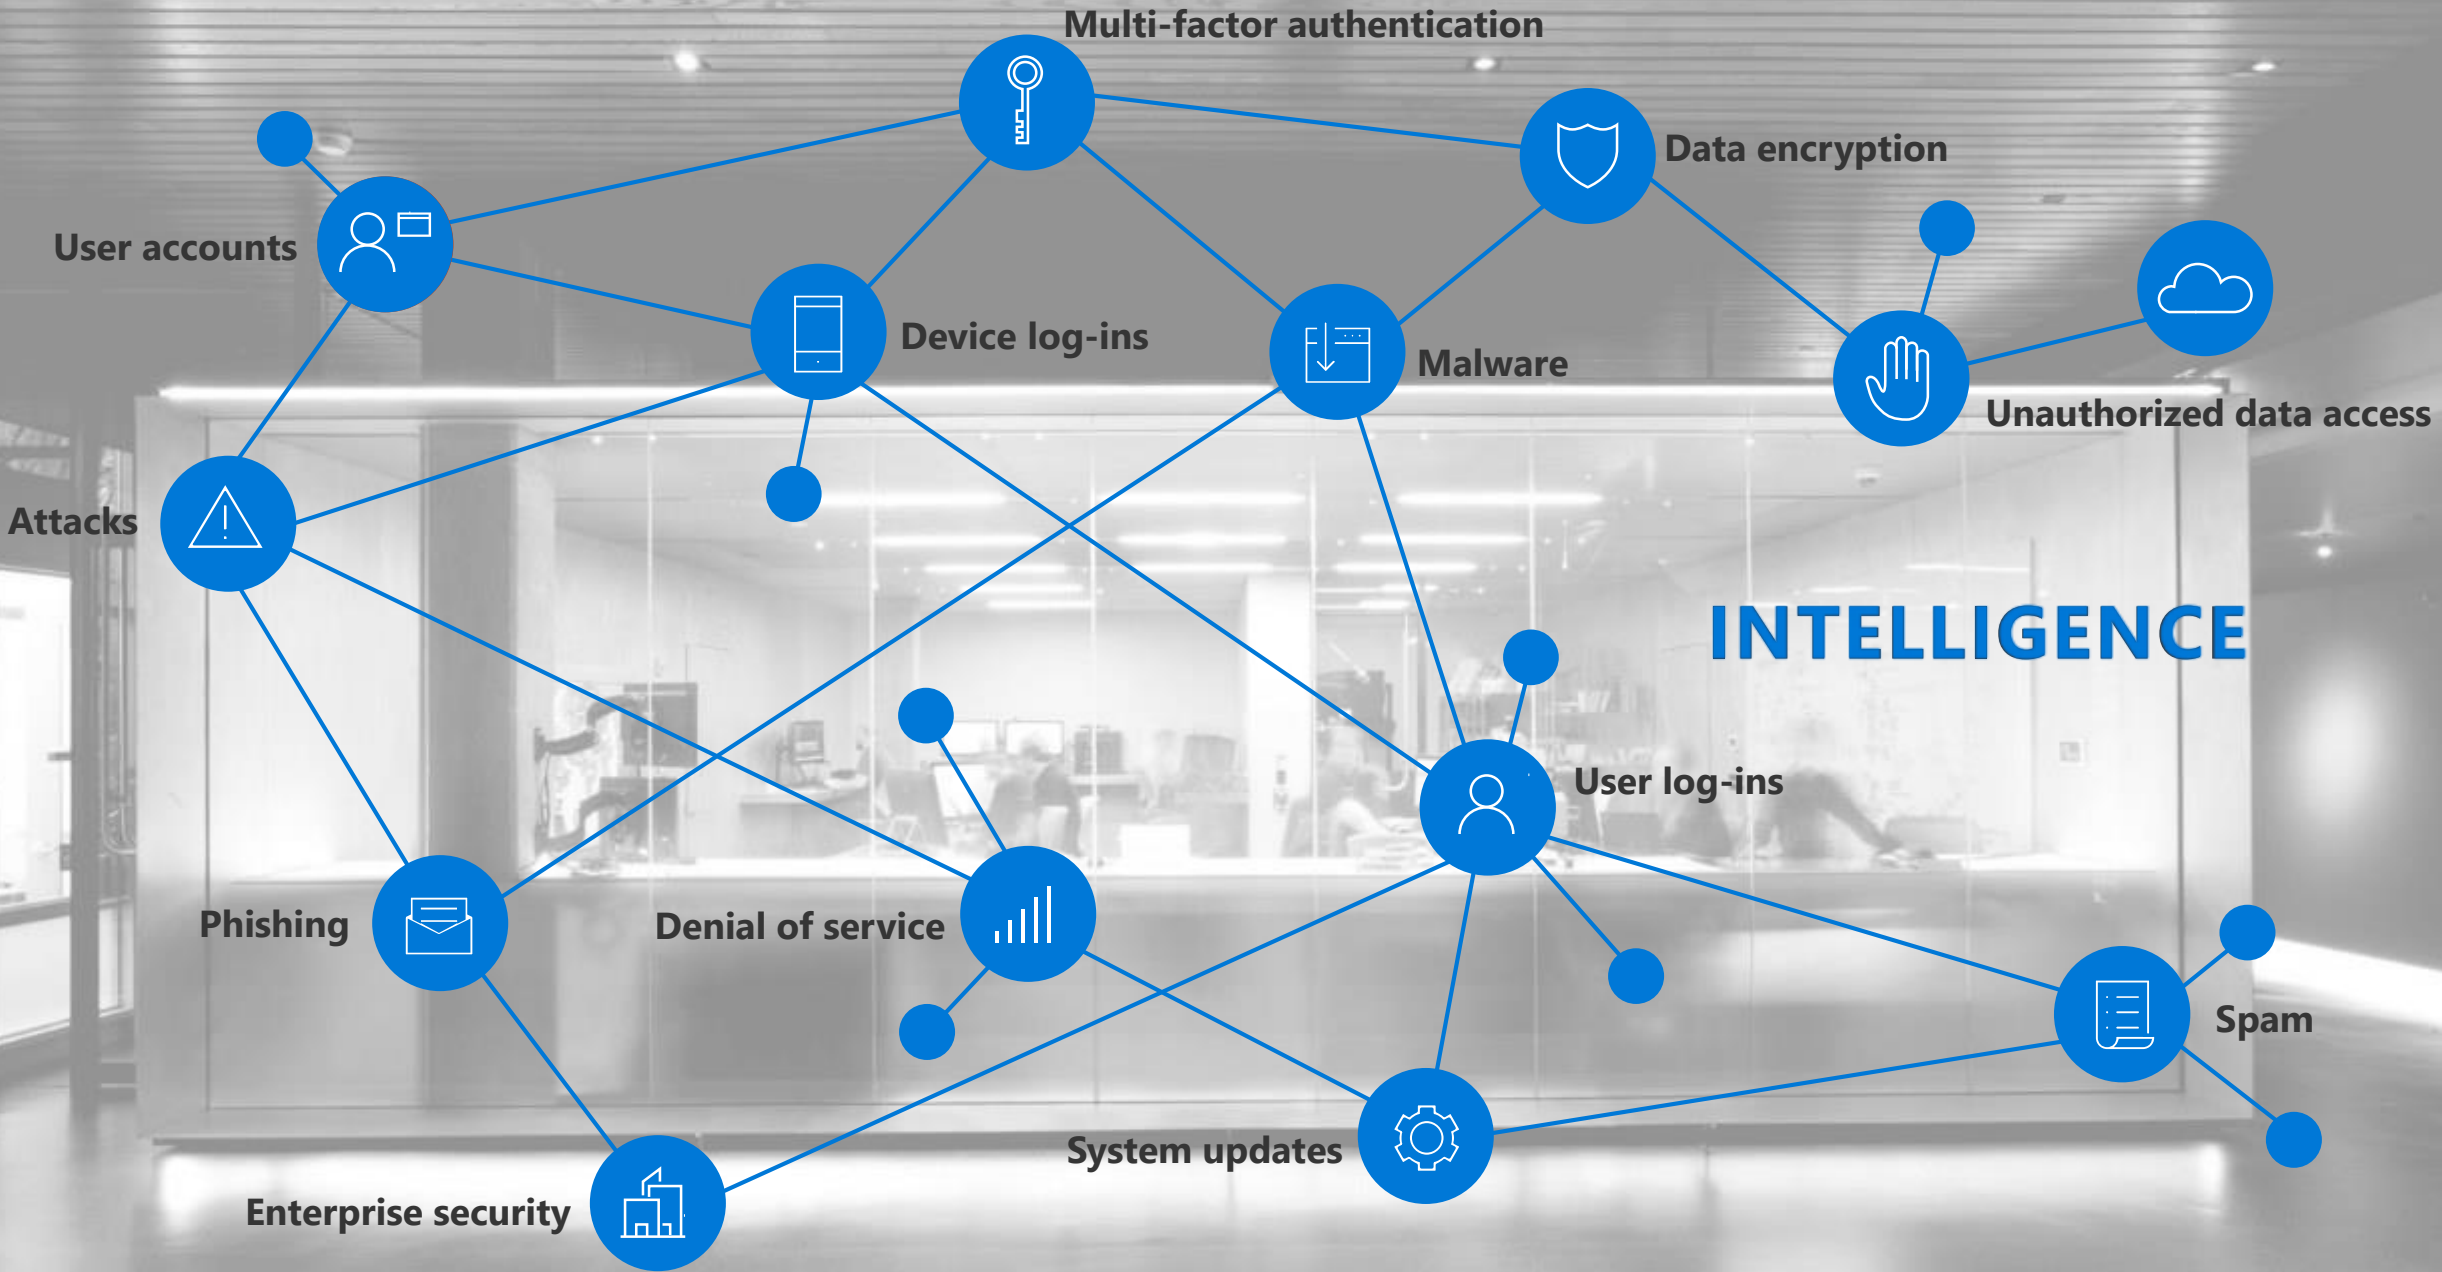 Multi-factor authentication
Data encryption
User accounts
Device log-ins
Malware
Unauthorized data access
Attacks
INTELLIGENCE
User log-ins
Phishing
Denial of service
Spam
System updates
Enterprise security